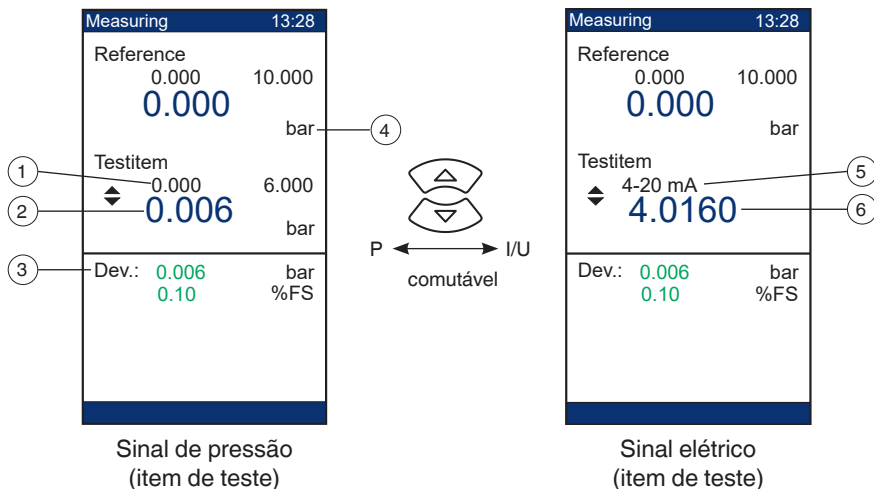 Measuring 13:28
Reference
0.000 10.000
0.000
bar
4
Testitem
1
0.000 6.000
2
0.006
bar
3
Dev.: 0.006 bar
0.10 %FS
Sinal de pressão
(item de teste)
P I/U
comutável
Measuring 13:28
Reference
0.000 10.000
0.000
bar
Testitem
4-20 mA
5
4.0160
6
Dev.: 0.006 bar
0.10 %FS
Sinal elétrico
(item de teste)